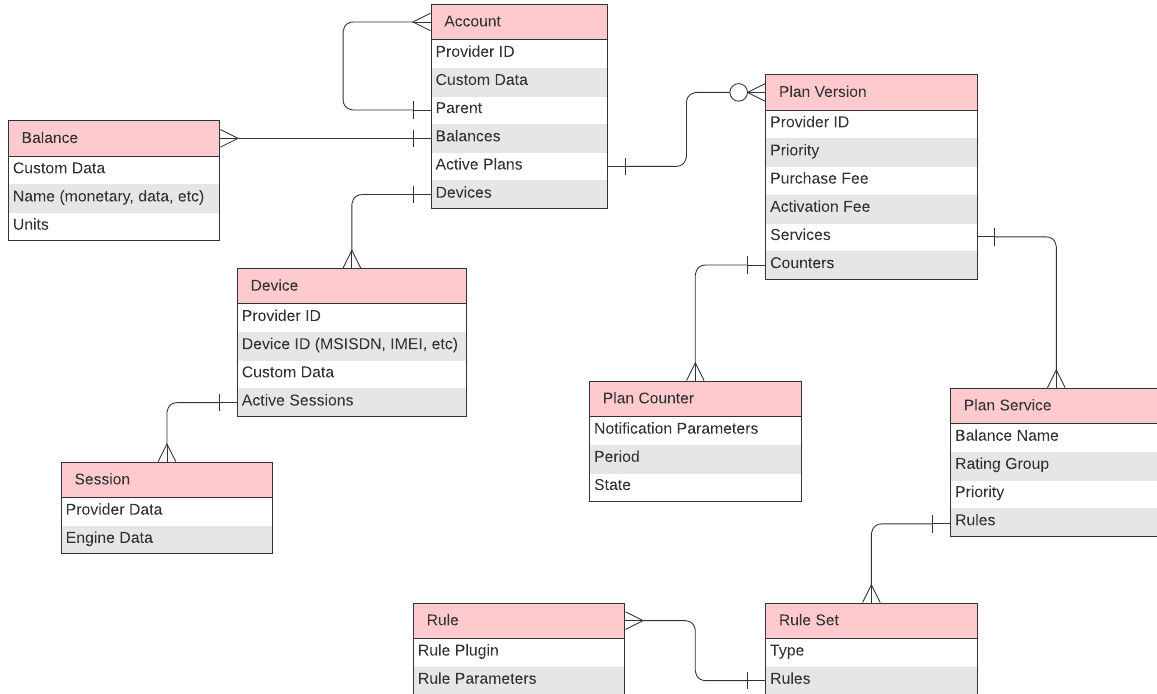 Account
Provider ID
Custom Data
Parent
Balances
Active Plans
Devices
Plan Version
Provider ID
Priority
Purchase Fee
Activation Fee
Services
Counters
Balance
Custom Data
Name (monetary, data, etc)
Units
Device
Provider ID
Device ID (MSISDN, IMEI, etc)
Custom Data
Active Sessions
Plan Counter
Notification Parameters
Period
State
Plan Service
Balance Name
Rating Group
Priority
Rules
Session
Provider Data
Engine Data
Rule
Rule Plugin
Rule Parameters
Rule Set
Type
Rules